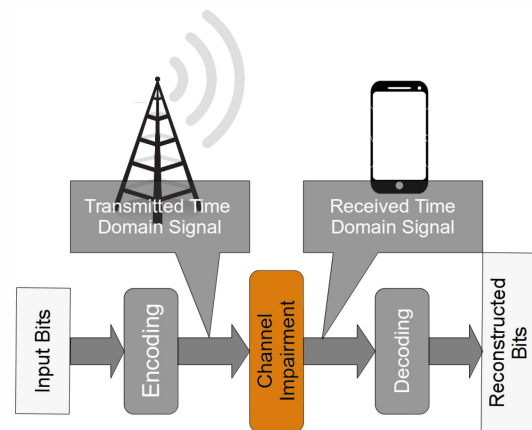 Transmitted Time
Domain Signal
Received Time
Domain Signal
Input Bits
Encoding
Channel
Impairment
Decoding
Reconstructed
Bits